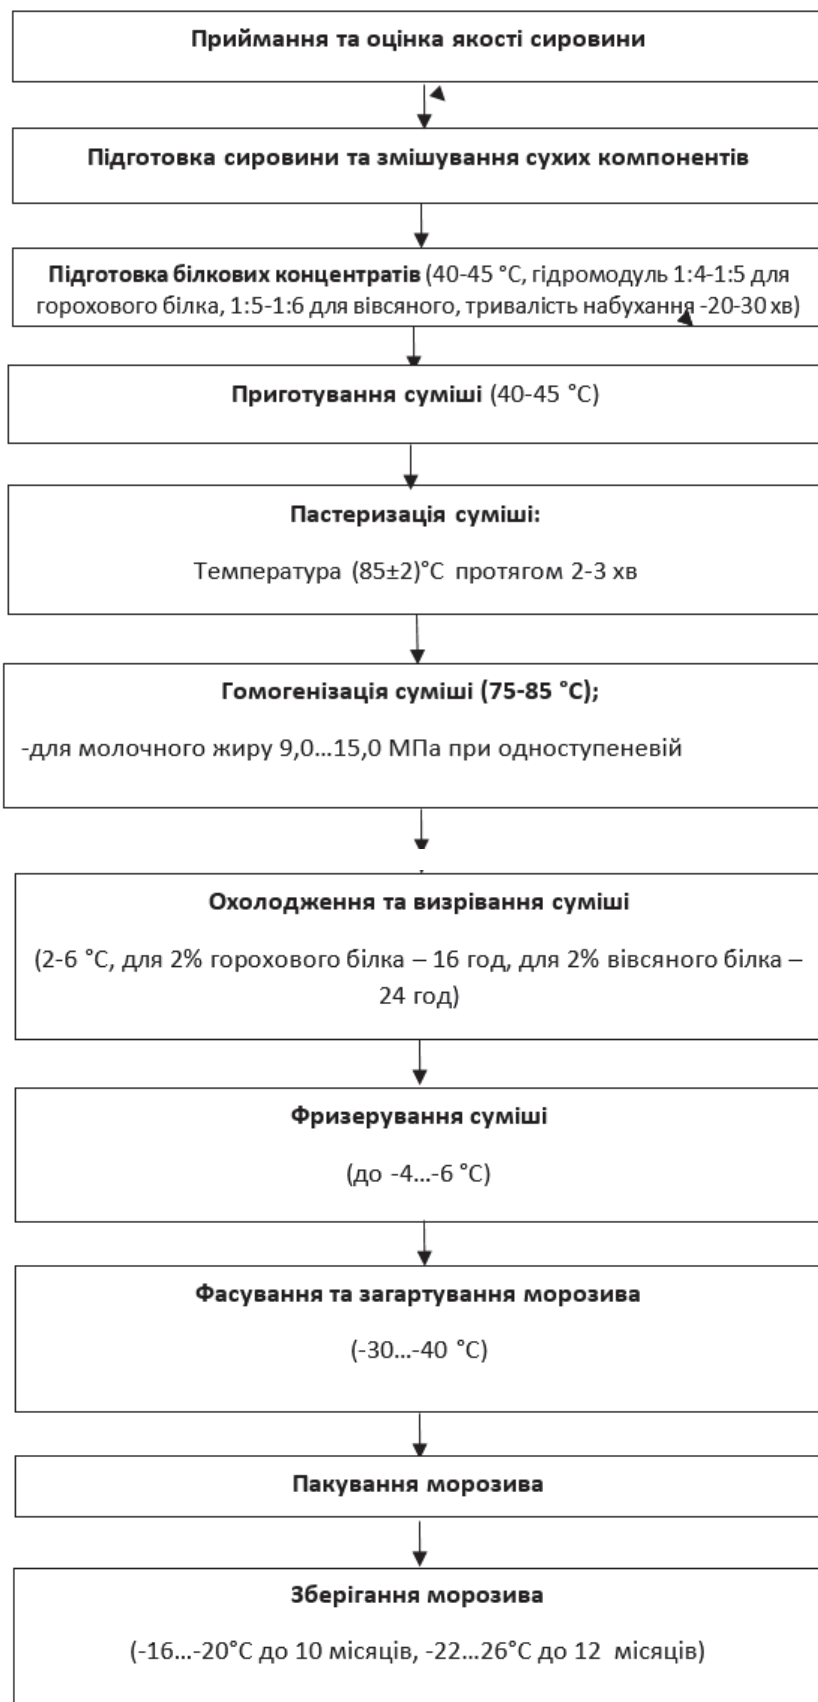 Приймання та оцінка якості сировини
Підготовка сировини та змішування сухих компонентів
Підготовка білкових концентратів (40-45 °С, гідромодуль 1:4-1:5 для
горохового білка, 1:5-1:6 для вівсяного, тривалість набухання -20-30 хв)
Приготування суміші (40-45 °С)
Пастеризація суміші:
Температура (85±2)°С протягом 2-3 хв
Гомогенізація суміші (75-85 °С);
-для молочного жиру 9,0...15,0 МПа при одноступеневій
Охолодження та визрівання суміші
(2-6 °С, для 2% горохового білка – 16 год, для 2% вівсяного білка –
24 год)
Фризерування суміші
(до -4...-6 °С)
Фасування та загартування морозива
(-30...-40 °С)
Пакування морозива
Зберігання морозива
(-16...-20°С до 10 місяців, -22...26°С до 12 місяців)